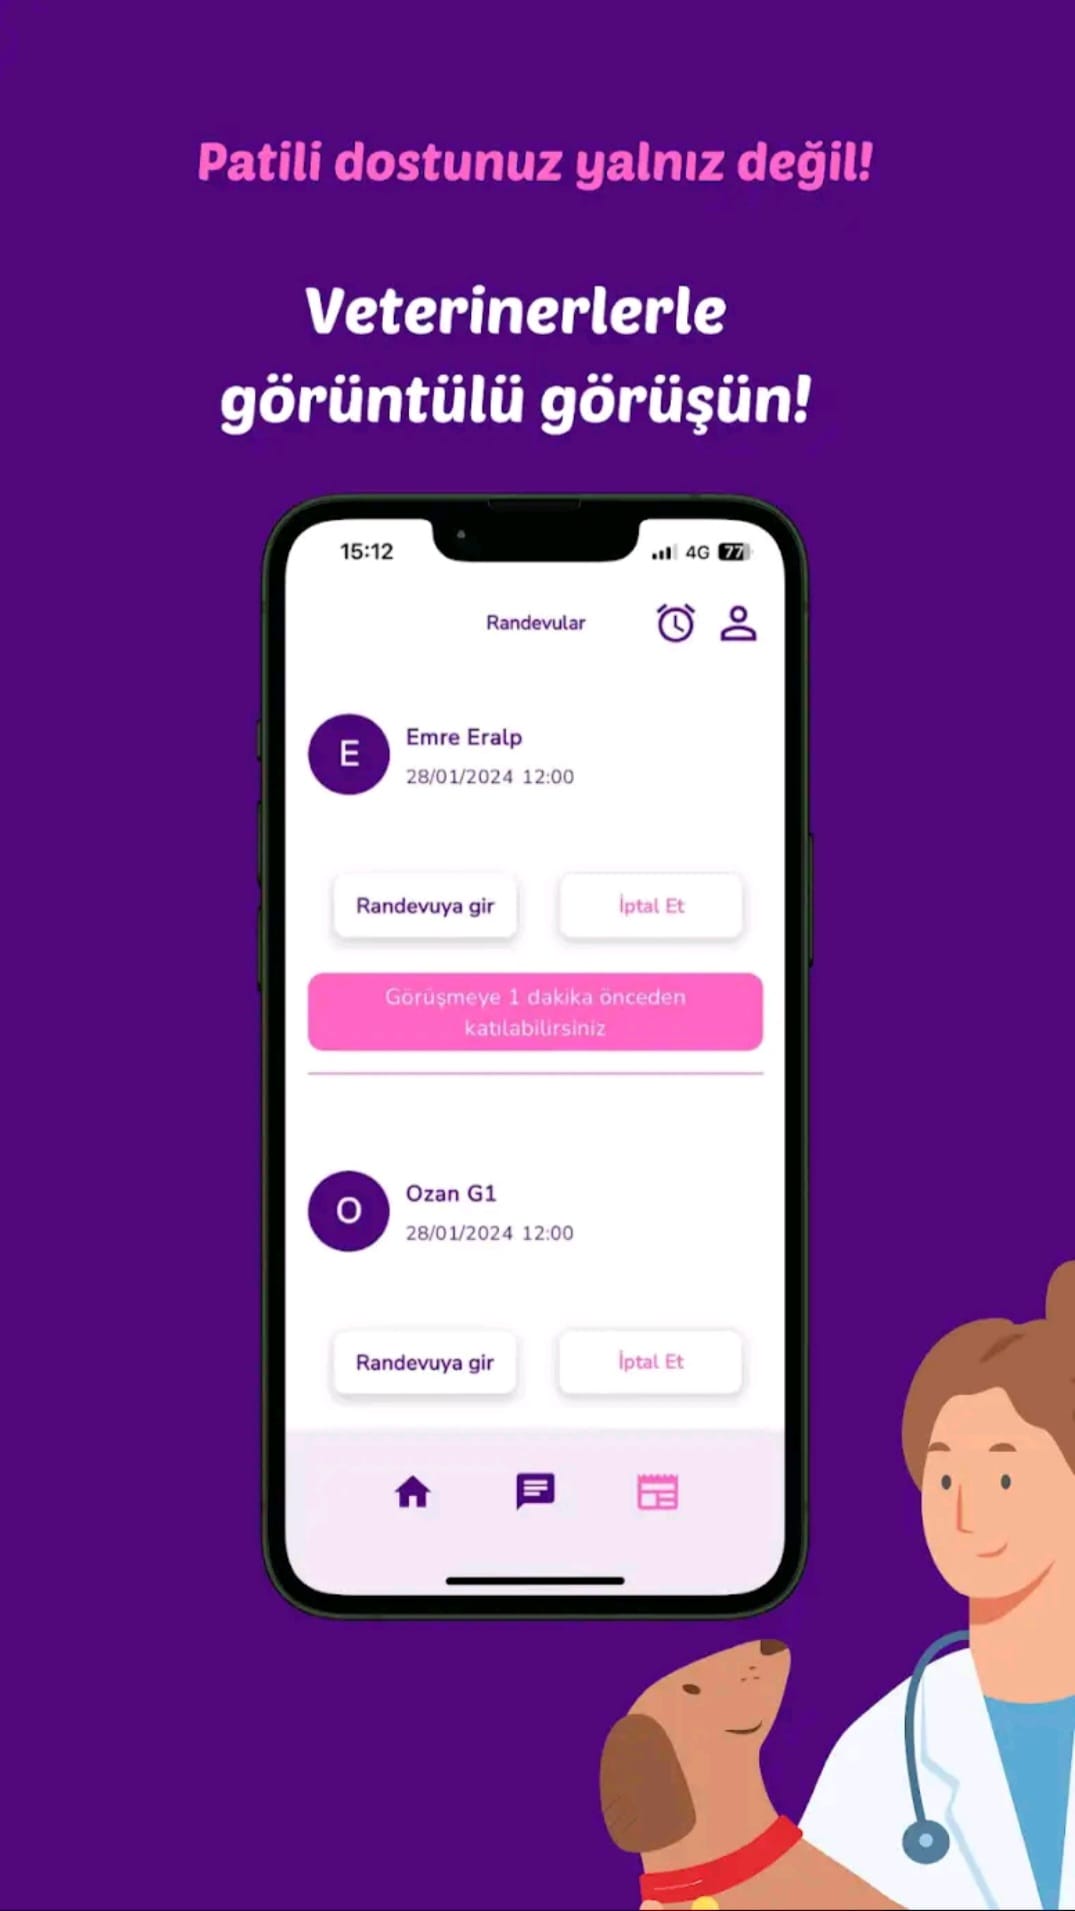 Patili dostunuz yalnız değil!
Veterinerlerle
görüntülü görüşün!
15:12
4G 77
Randevular
E
Emre Eralp
28/01/2024 12:00
Randevuya gir
İptal Et
Görüşmeye 1 dakika önceden
katılabilirsiniz
O
Ozan G1
28/01/2024 12:00
Randevuya gir
İptal Et